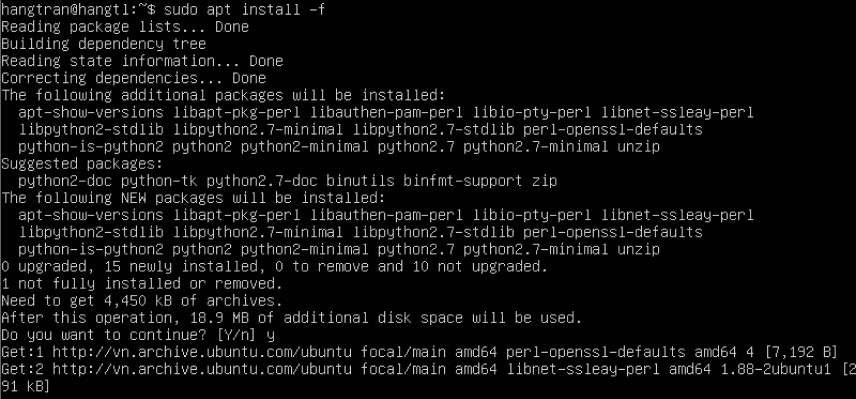 hangtran@hangtl:~$ sudo apt install -f
Reading package lists... Done
Building dependency tree
Reading state information... Done
Correcting dependencies... Done
The following additional packages will be installed:
  apt-show-versions libapt-pkg-perl libauthen-pam-perl libio-pty-perl libnet-ssleay-perl
  libpython2-stdlib libpython2.7-minimal libpython2.7-stdlib perl-openssl-defaults
  python-is-python2 python2 python2-minimal python2.7 python2.7-minimal unzip
Suggested packages:
  python2-doc python-tk python2.7-doc binutils binfmt-support zip
The following NEW packages will be installed:
  apt-show-versions libapt-pkg-perl libauthen-pam-perl libio-pty-perl libnet-ssleay-perl
  libpython2-stdlib libpython2.7-minimal libpython2.7-stdlib perl-openssl-defaults
  python-is-python2 python2 python2-minimal python2.7 python2.7-minimal unzip
0 upgraded, 15 newly installed, 0 to remove and 10 not upgraded.
1 not fully installed or removed.
Need to get 4,450 kB of archives.
After this operation, 18.9 MB of additional disk space will be used.
Do you want to continue? [Y/n] y
Get:1 http://vn.archive.ubuntu.com/ubuntu focal/main amd64 perl-openssl-defaults amd64 4 [7,192 B]
Get:2 http://vn.archive.ubuntu.com/ubuntu focal/main amd64 libnet-ssleay-perl amd64 1.88-2ubuntu1 [2
91 kB]